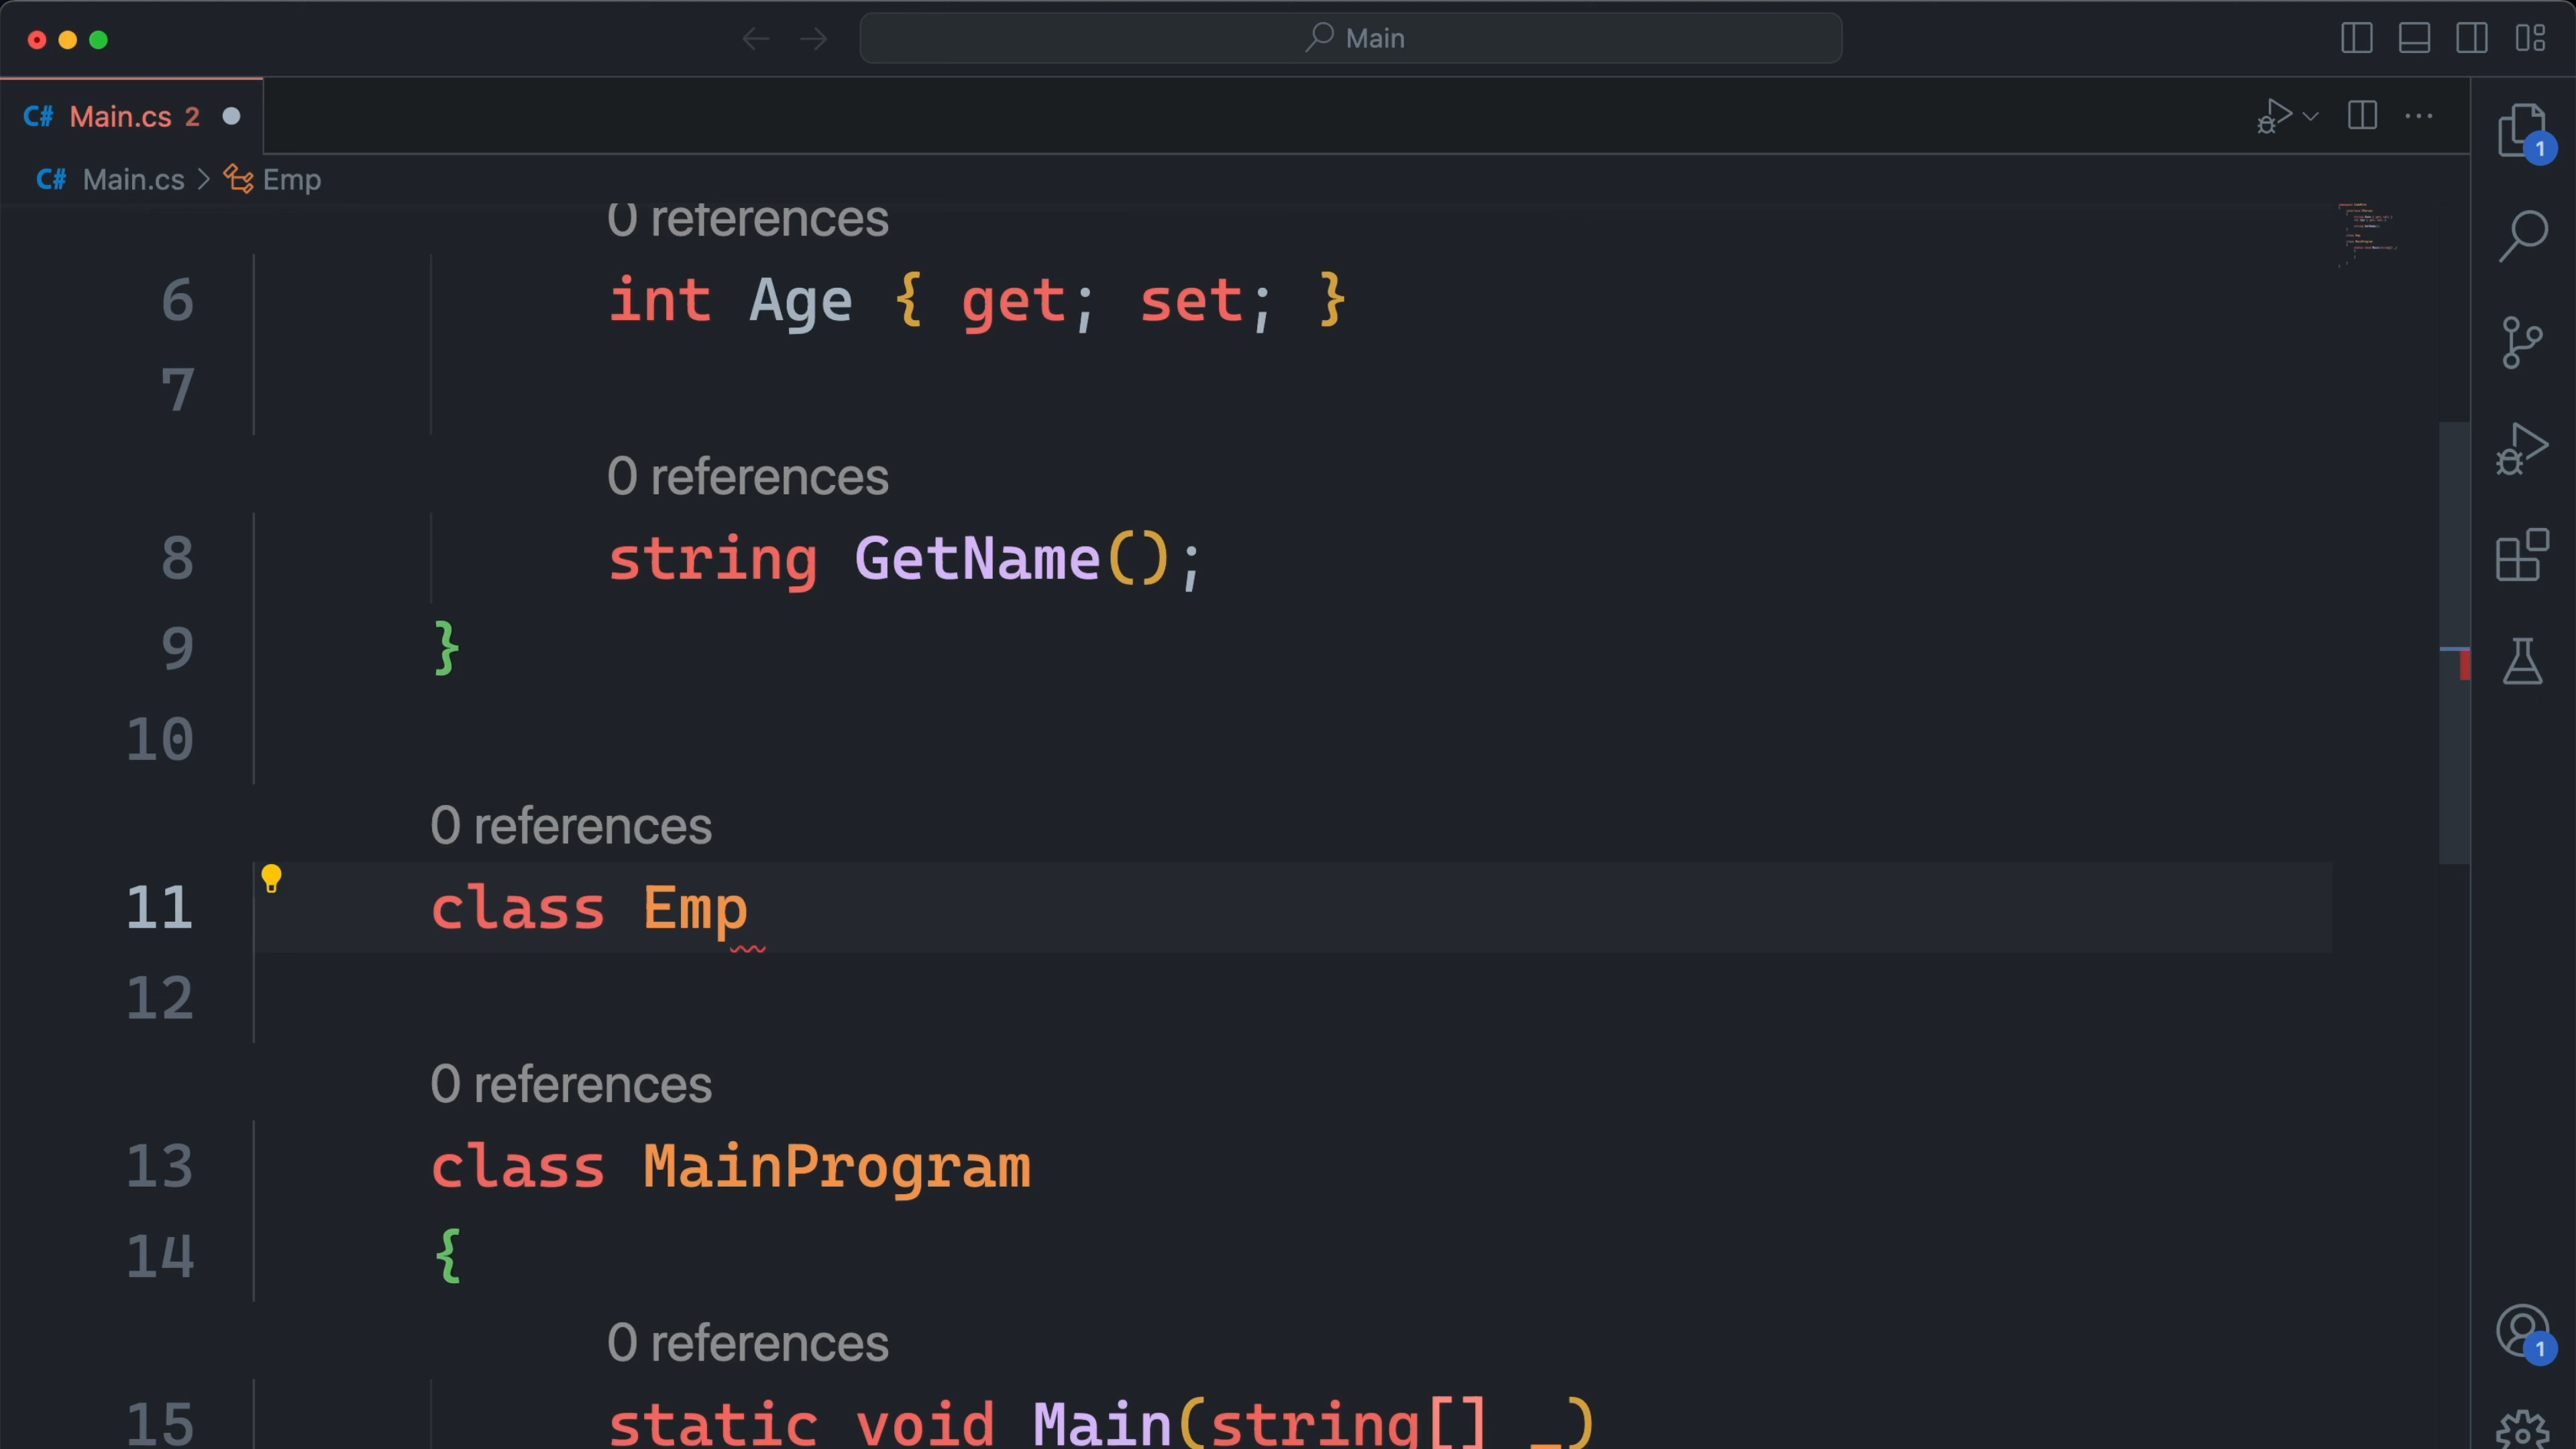 Main
C# Main.cs 2
1
C# Main.cs > Emp
0 references
6 int Age { get; set; }
7
0 references
8 string GetName();
9 }
10
0 references
11 class Emp
12
0 references
13 class MainProgram
14 {
0 references
15 static void Main(string[] _)
1